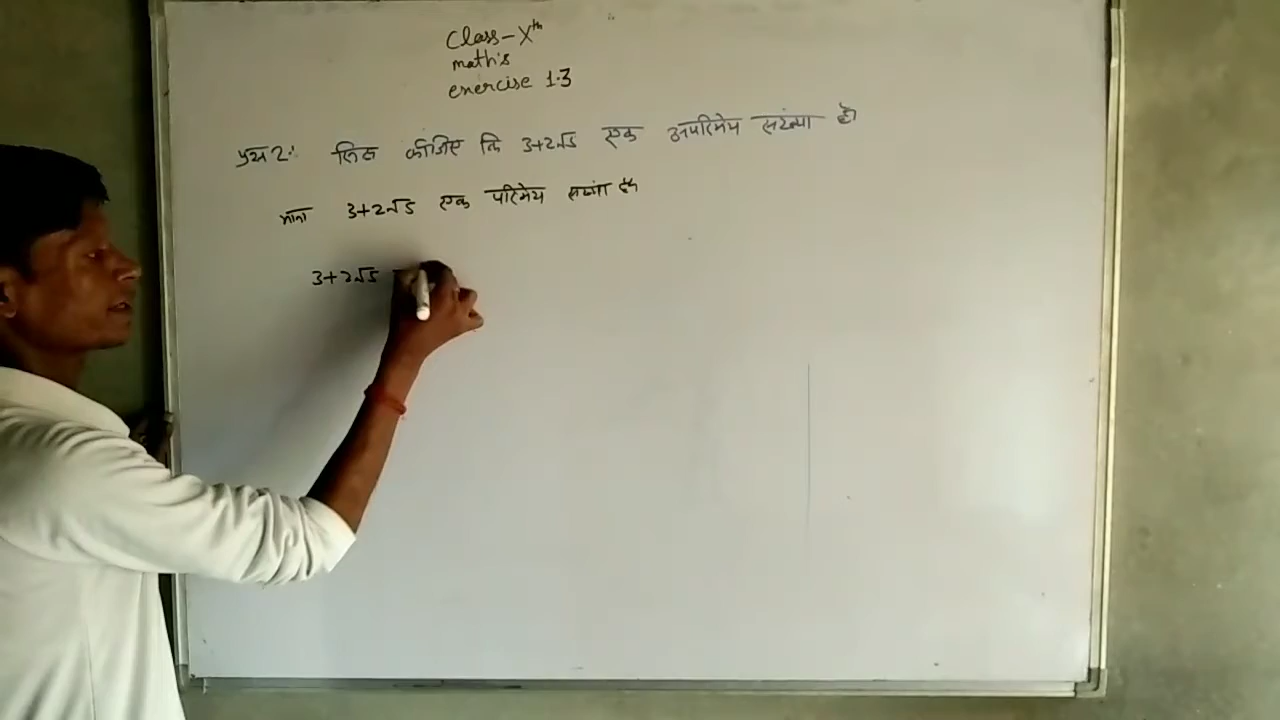 Class-Xth
math's
exercise 1.3
प्रश्न 2: सिद्ध कीजिए कि 3+2√5 एक अपरिमेय संख्या है।
माना 3+2√5 एक परिमेय संख्या है
3+2√5